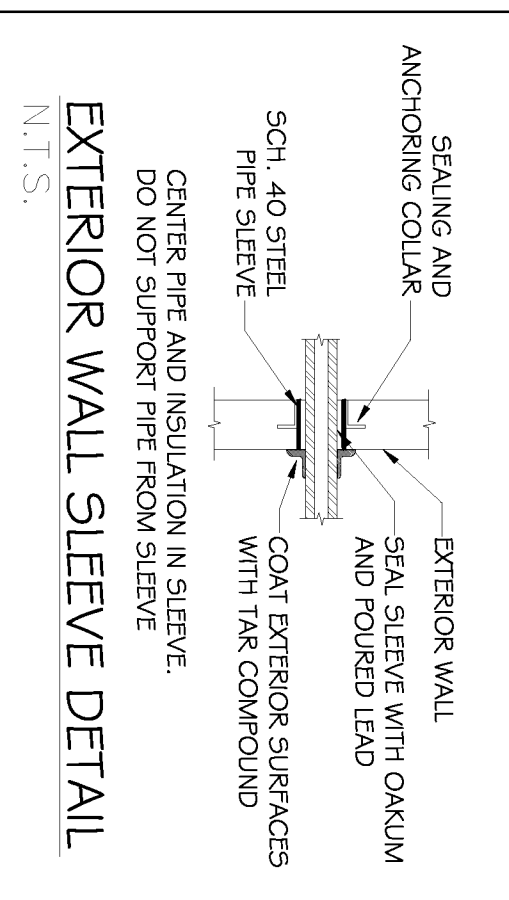 SEALING AND
ANCHORING COLLAR
SCH. 40 STEEL
PIPE SLEEVE
EXTERIOR WALL
SEAL SLEEVE WITH OAKUM
AND POURED LEAD
COAT EXTERIOR SURFACES
WITH TAR COMPOUND
CENTER PIPE AND INSULATION IN SLEEVE.
DO NOT SUPPORT PIPE FROM SLEEVE
EXTERIOR WALL SLEEVE DETAIL
N.T.S.